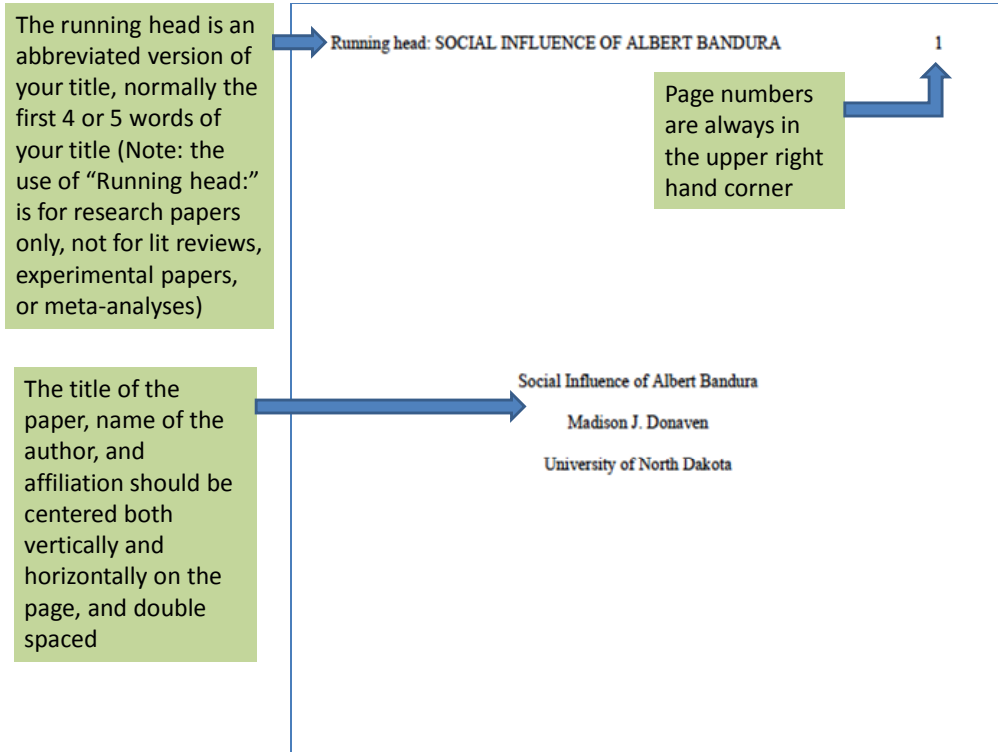 The running head is an
abbreviated version of
your title, normally the
first 4 or 5 words of
your title (Note: the
use of “Running head:”
is for research papers
only, not for lit reviews,
experimental papers,
or meta-analyses)
Running head: SOCIAL INFLUENCE OF ALBERT BANDURA 1
Page numbers
are always in
the upper right
hand corner
The title of the
paper, name of the
author, and
affiliation should be
centered both
vertically and
horizontally on the
page, and double
spaced
Social Influence of Albert Bandura
Madison J. Donaven
University of North Dakota